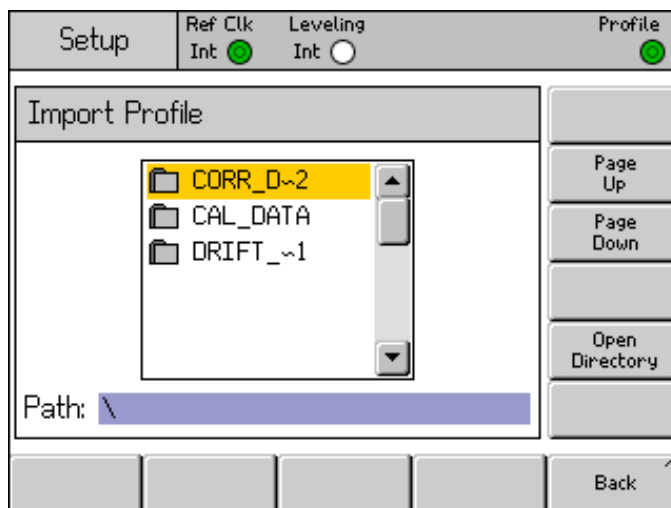 Setup
Ref Clk
Int
Leveling
Int
Profile
Import Profile
CORR_D~2
CAL_DATA
DRIFT_~1
Path: \
Page
Up
Page
Down
Open
Directory
Back